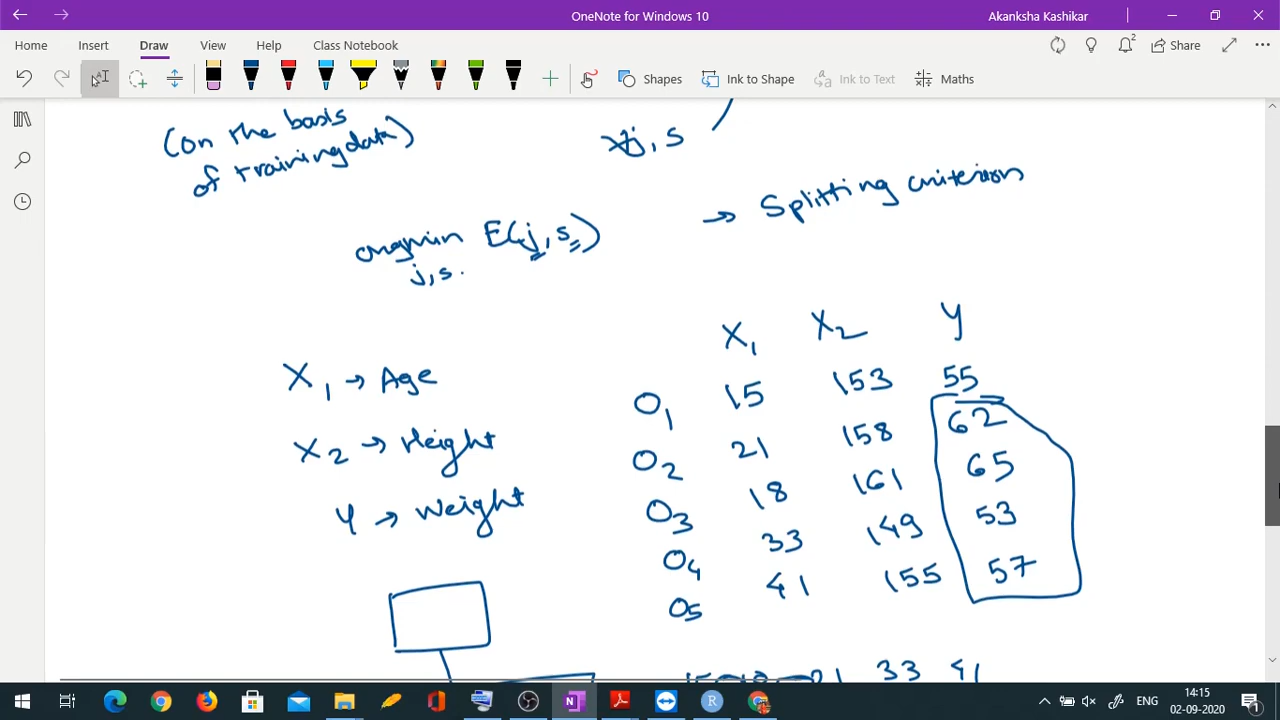 OneNote for Windows 10
Akanksha Kashikar
Home Insert Draw View Help Class Notebook
Share
Shapes Ink to Shape Ink to Text Maths
(on the basis
of training data)
xj, s
→ Splitting criterion
argmin E(j, s)
j, s.
X1 X2 Y
X1 → Age
O1 15 153 55
X2 → Height
O2 21 158 62
O3 18 161 65
Y → Weight
O4 33 149 53
O5 41 155 57
15 18 21 33 41
ENG
14:15
02-09-2020